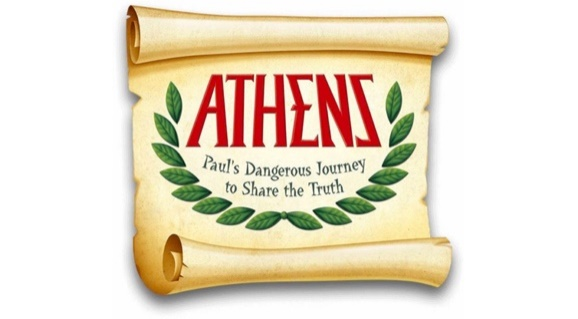 ATHENS
Paul's Dangerous Journey
to Share the Truth